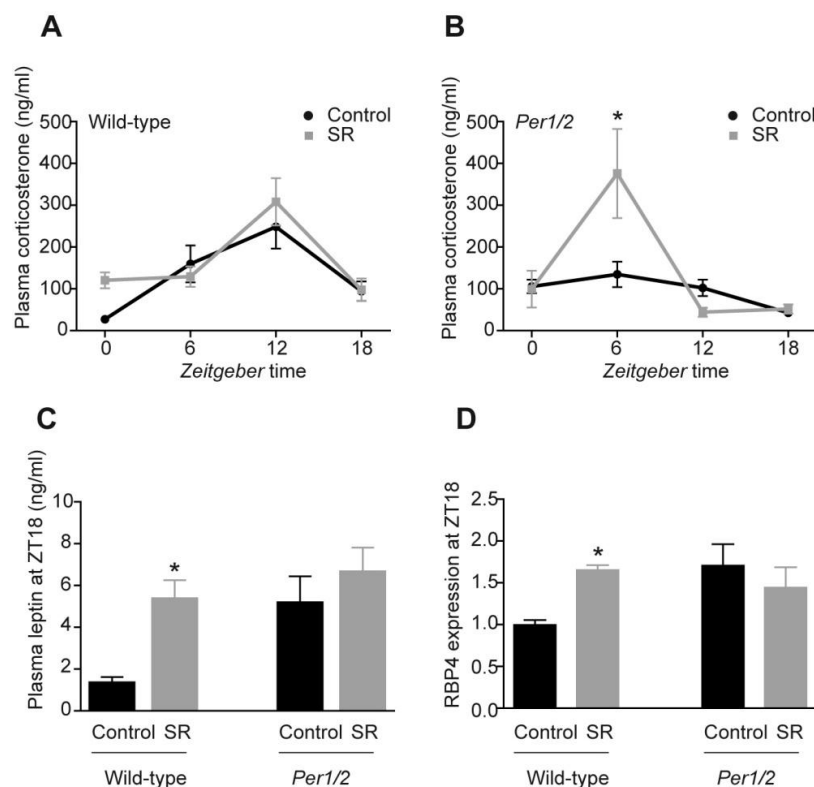 A
Plasma corticosterone (ng/ml)
500
400
300
200
100
0
Wild-type
Control
SR
0 6 12 18
Zeitgeber time
B
Plasma corticosterone (ng/ml)
500
400
300
200
100
0
Per1/2
*
Control
SR
0 6 12 18
Zeitgeber time
C
Plasma leptin at ZT18 (ng/ml)
10
8
6
4
2
0
*
Control SR Control SR
Wild-type Per1/2
D
RBP4 expression at ZT18
2.5
2.0
1.5
1.0
0.5
0.0
*
Control SR Control SR
Wild-type Per1/2